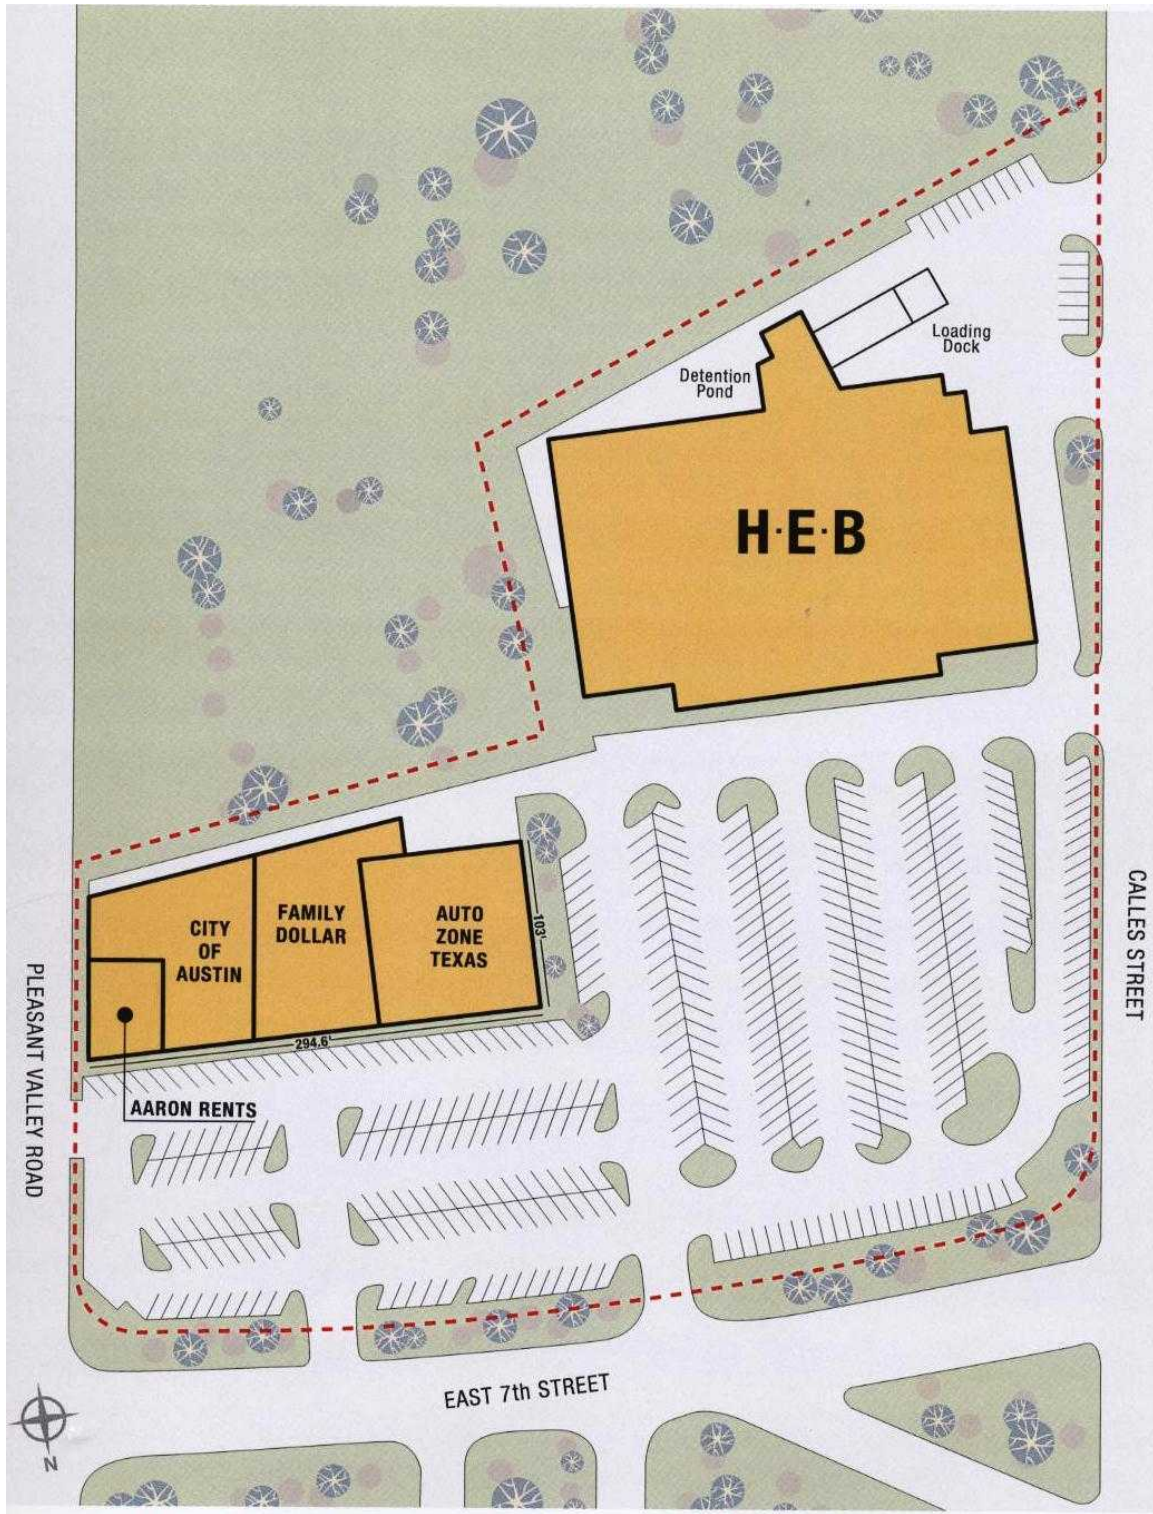 Loading
Dock
Detention
Pond
H·E·B
CITY
OF
AUSTIN
FAMILY
DOLLAR
AUTO
ZONE
TEXAS
103'
294.6'
AARON RENTS
PLEASANT VALLEY ROAD
CALLES STREET
EAST 7th STREET
N